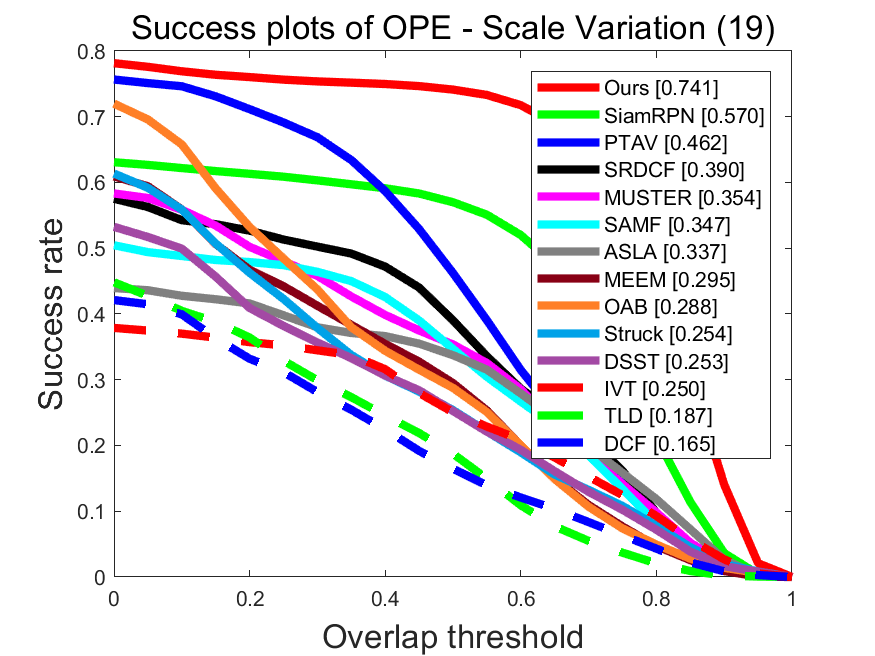 Success plots of OPE - Scale Variation (19)
Success rate
0.8
0.7
0.6
0.5
0.4
0.3
0.2
0.1
0
Ours [0.741]
SiamRPN [0.570]
PTAV [0.462]
SRDCF [0.390]
MUSTER [0.354]
SAMF [0.347]
ASLA [0.337]
MEEM [0.295]
OAB [0.288]
Struck [0.254]
DSST [0.253]
IVT [0.250]
TLD [0.187]
DCF [0.165]
0 0.2 0.4 0.6 0.8 1
Overlap threshold